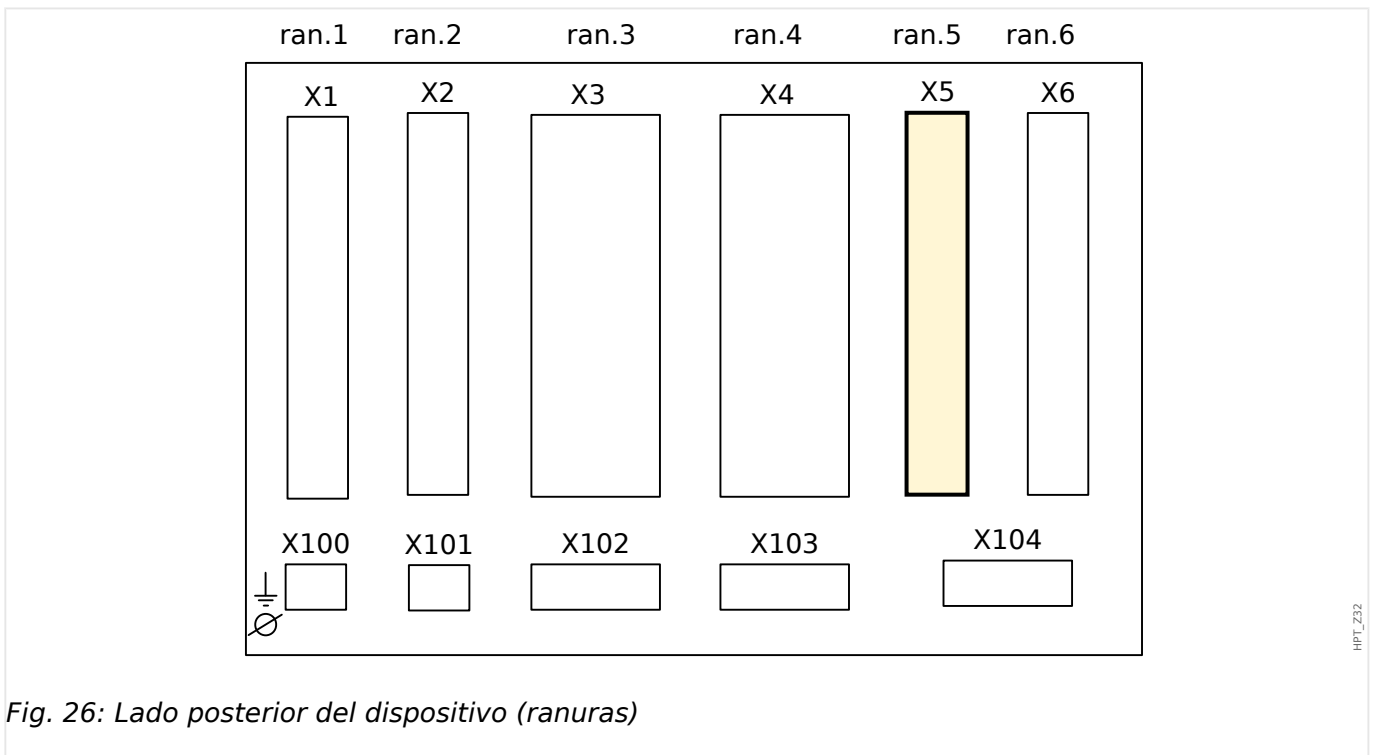 ran.1 ran.2 ran.3 ran.4 ran.5 ran.6
X1 X2 X3 X4 X5 X6
X100 X101 X102 X103 X104
HPT_Z32
Fig. 26: Lado posterior del dispositivo (ranuras)